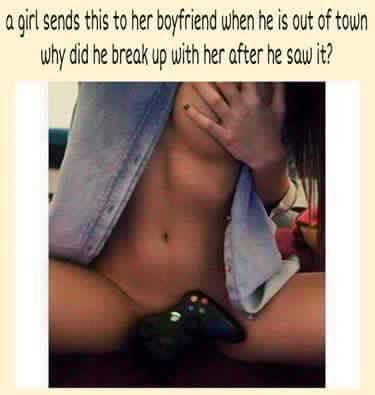 a girl sends this to her boyfriend when he is out of town
why did he break up with her after he saw it?